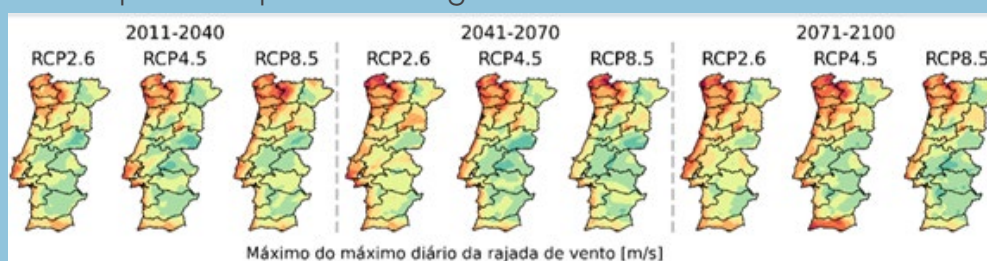 2011-2040 2041-2070 2071-2100
RCP2.6 RCP4.5 RCP8.5 RCP2.6 RCP4.5 RCP8.5 RCP2.6 RCP4.5 RCP8.5
Máximo do máximo diário da rajada de vento [m/s]